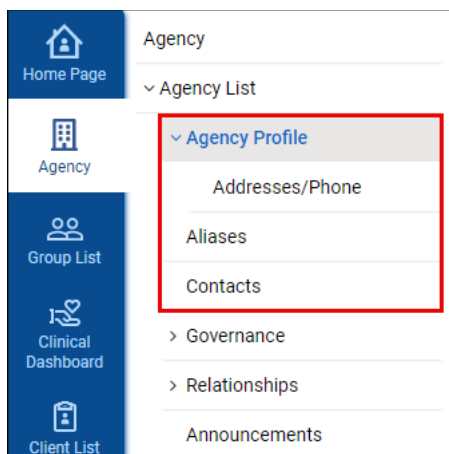 Home Page
Agency
Group List
Clinical
Dashboard
Client List
Agency
Agency List
Agency Profile
Addresses/Phone
Aliases
Contacts
Governance
Relationships
Announcements